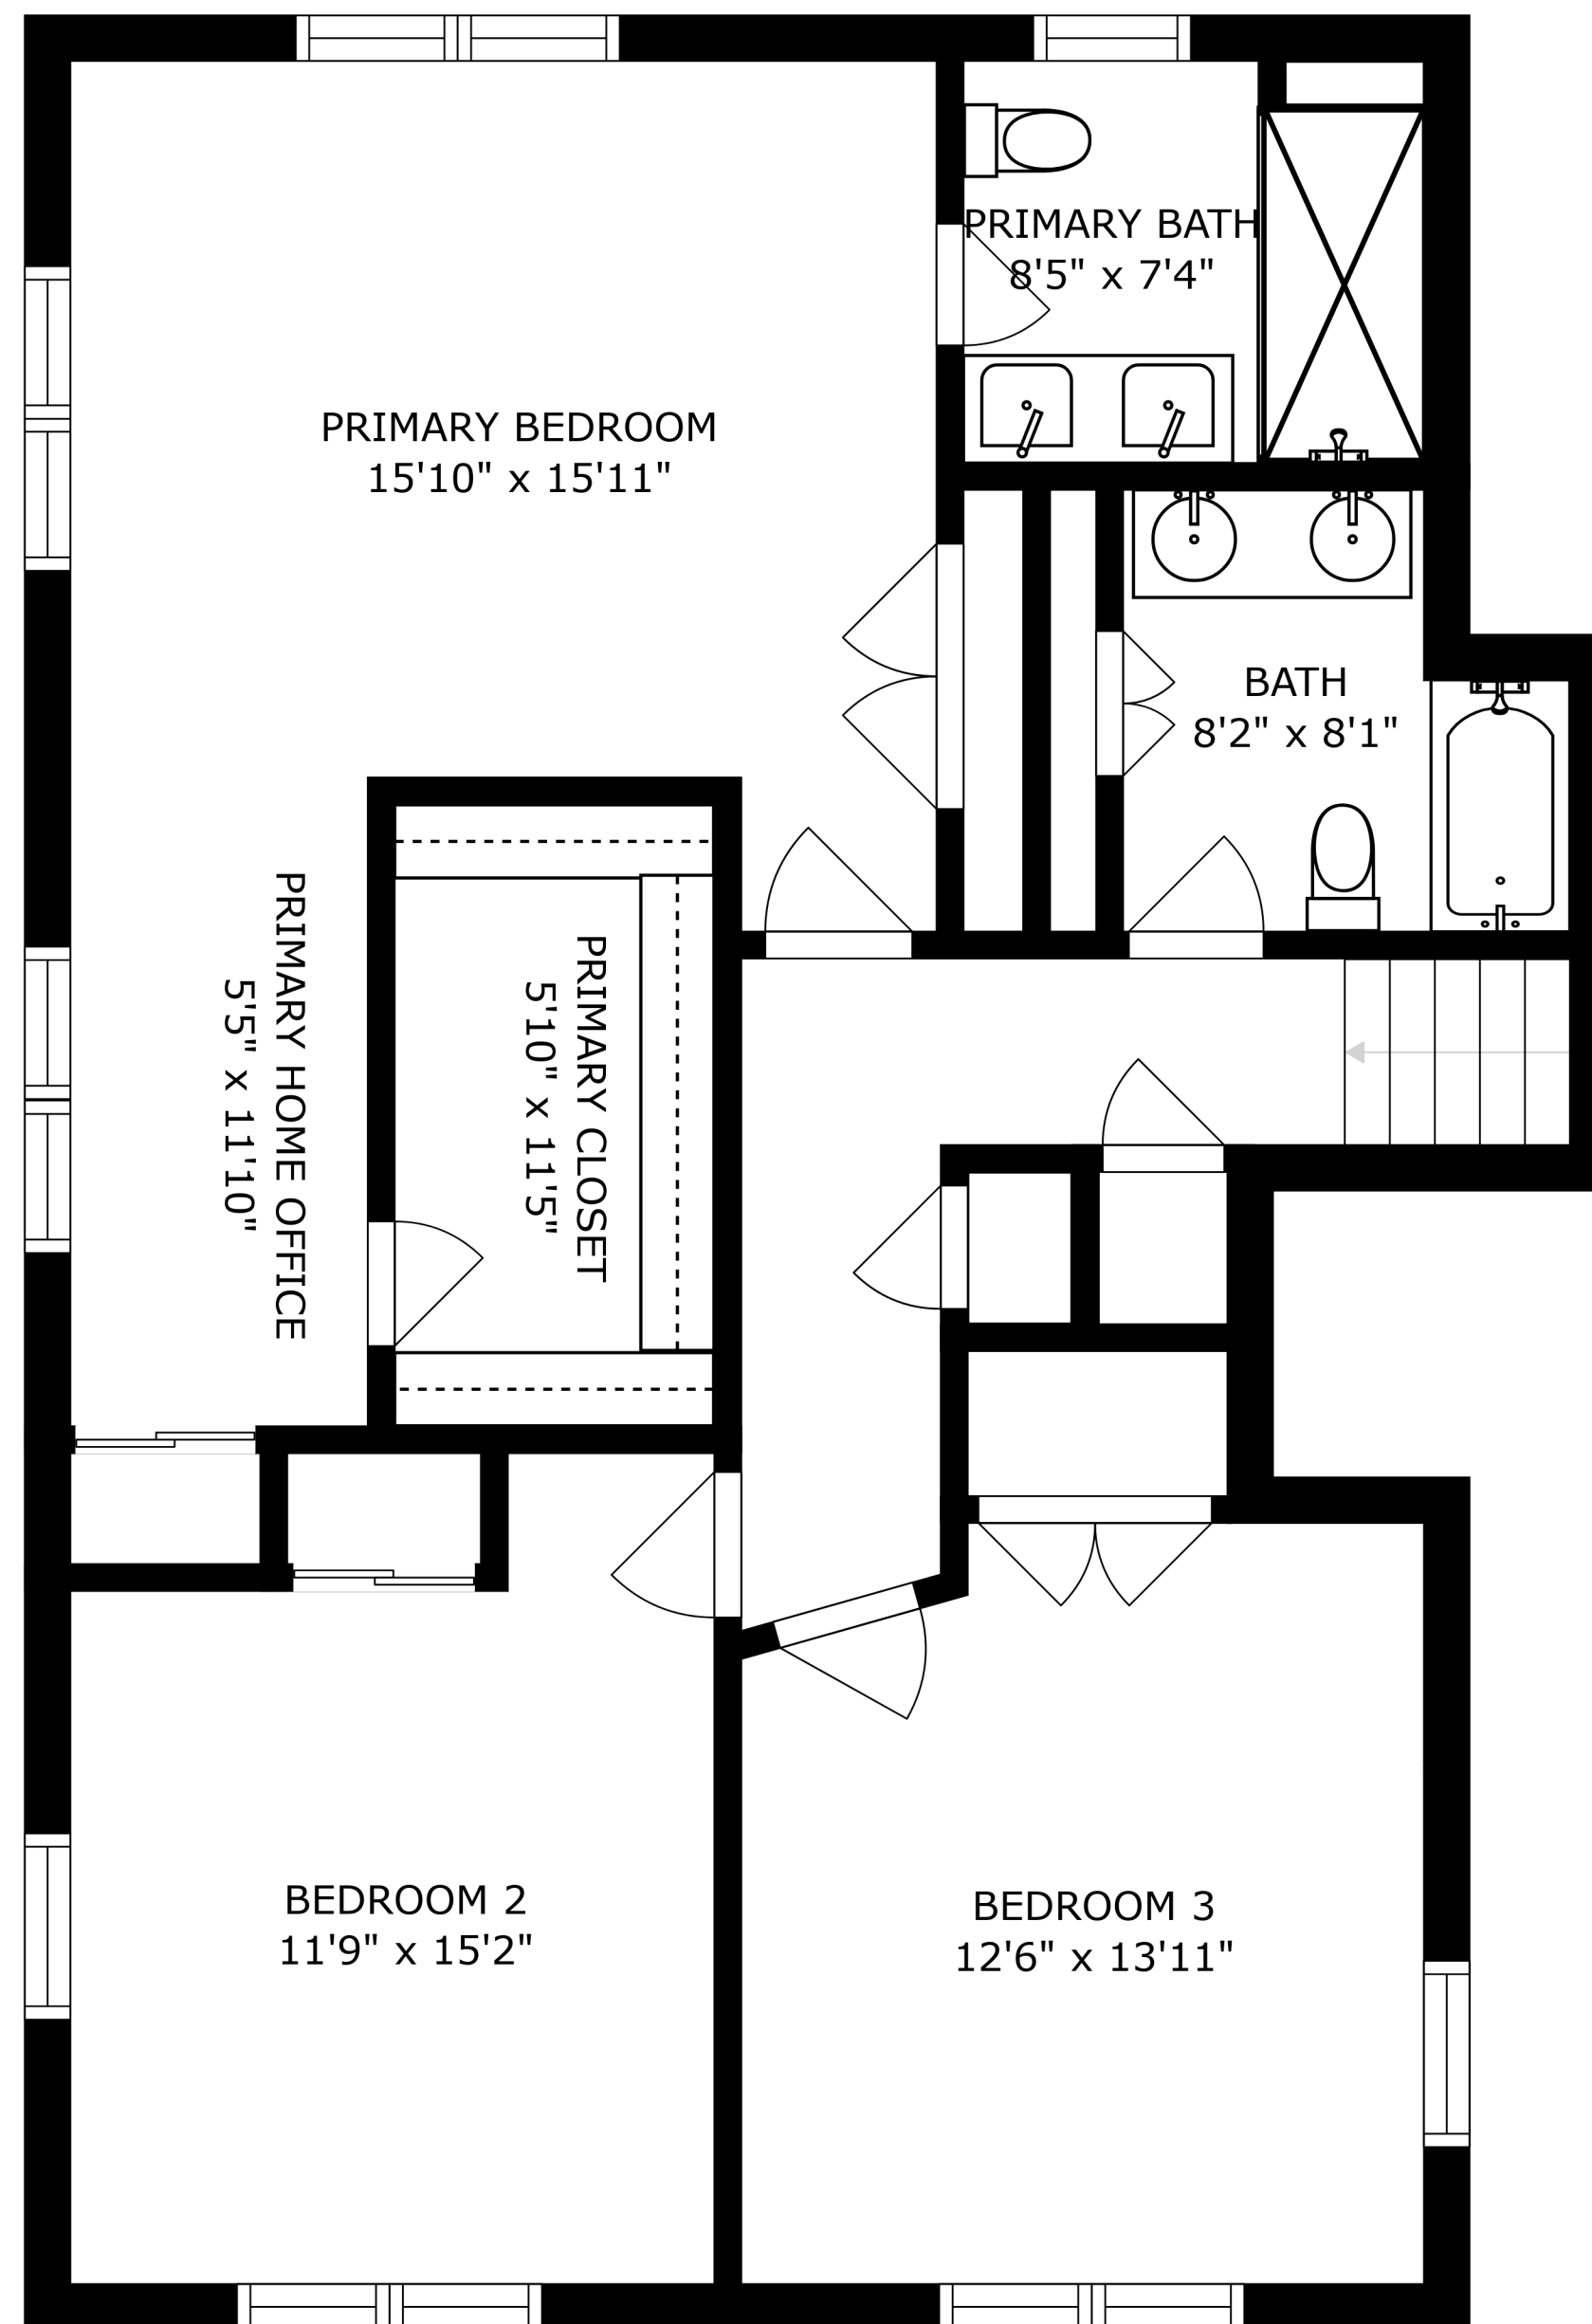 PRIMARY BATH
8'5" x 7'4"
PRIMARY BEDROOM
15'10" x 15'11"
BATH
8'2" x 8'1"
PRIMARY HOME OFFICE
5'5" x 11'10"
PRIMARY CLOSET
5'10" x 11'5"
BEDROOM 2
11'9" x 15'2"
BEDROOM 3
12'6" x 13'11"